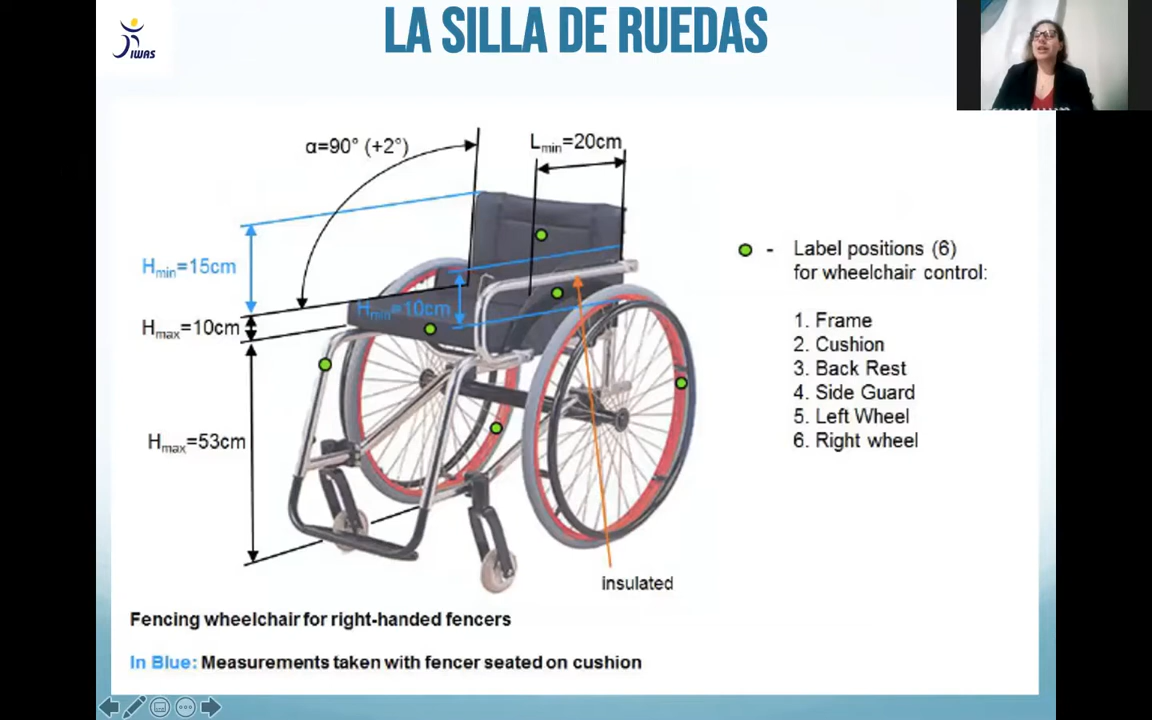 IWAS
LA SILLA DE RUEDAS
α=90° (+2°)
Lmin=20cm
Hmin=15cm
Hmin=10cm
Hmax=10cm
Hmax=53cm
insulated
- Label positions (6)
for wheelchair control:
1. Frame
2. Cushion
3. Back Rest
4. Side Guard
5. Left Wheel
6. Right wheel
Fencing wheelchair for right-handed fencers
In Blue: Measurements taken with fencer seated on cushion